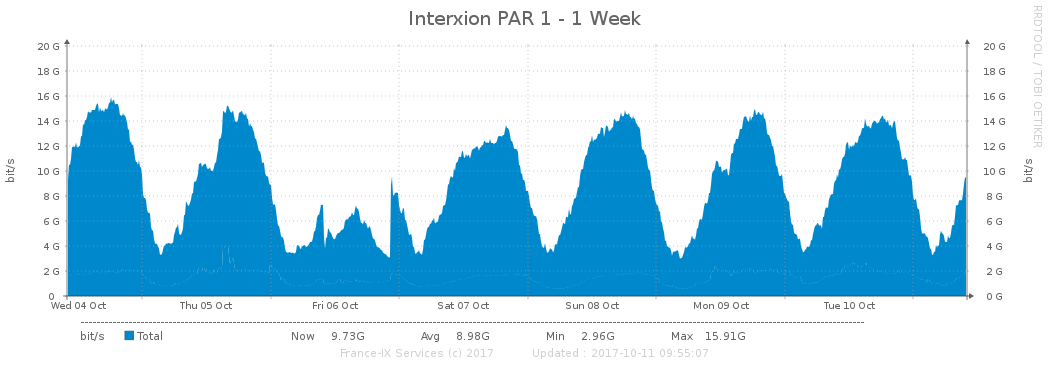 Interxion PAR 1 - 1 Week
RRDTOOL / TOBI OETIKER
20 G 20 G
18 G 18 G
16 G 16 G
14 G 14 G
12 G 12 G
10 G 10 G
8 G 8 G
6 G 6 G
4 G 4 G
2 G 2 G
0 0 G
bit/s
bit/s
Wed 04 Oct Thu 05 Oct Fri 06 Oct Sat 07 Oct Sun 08 Oct Mon 09 Oct Tue 10 Oct
bit/s Total Now 9.73G Avg 8.98G Min 2.96G Max 15.91G
France-IX Services (c) 2017 Updated : 2017-10-11 09:55:07